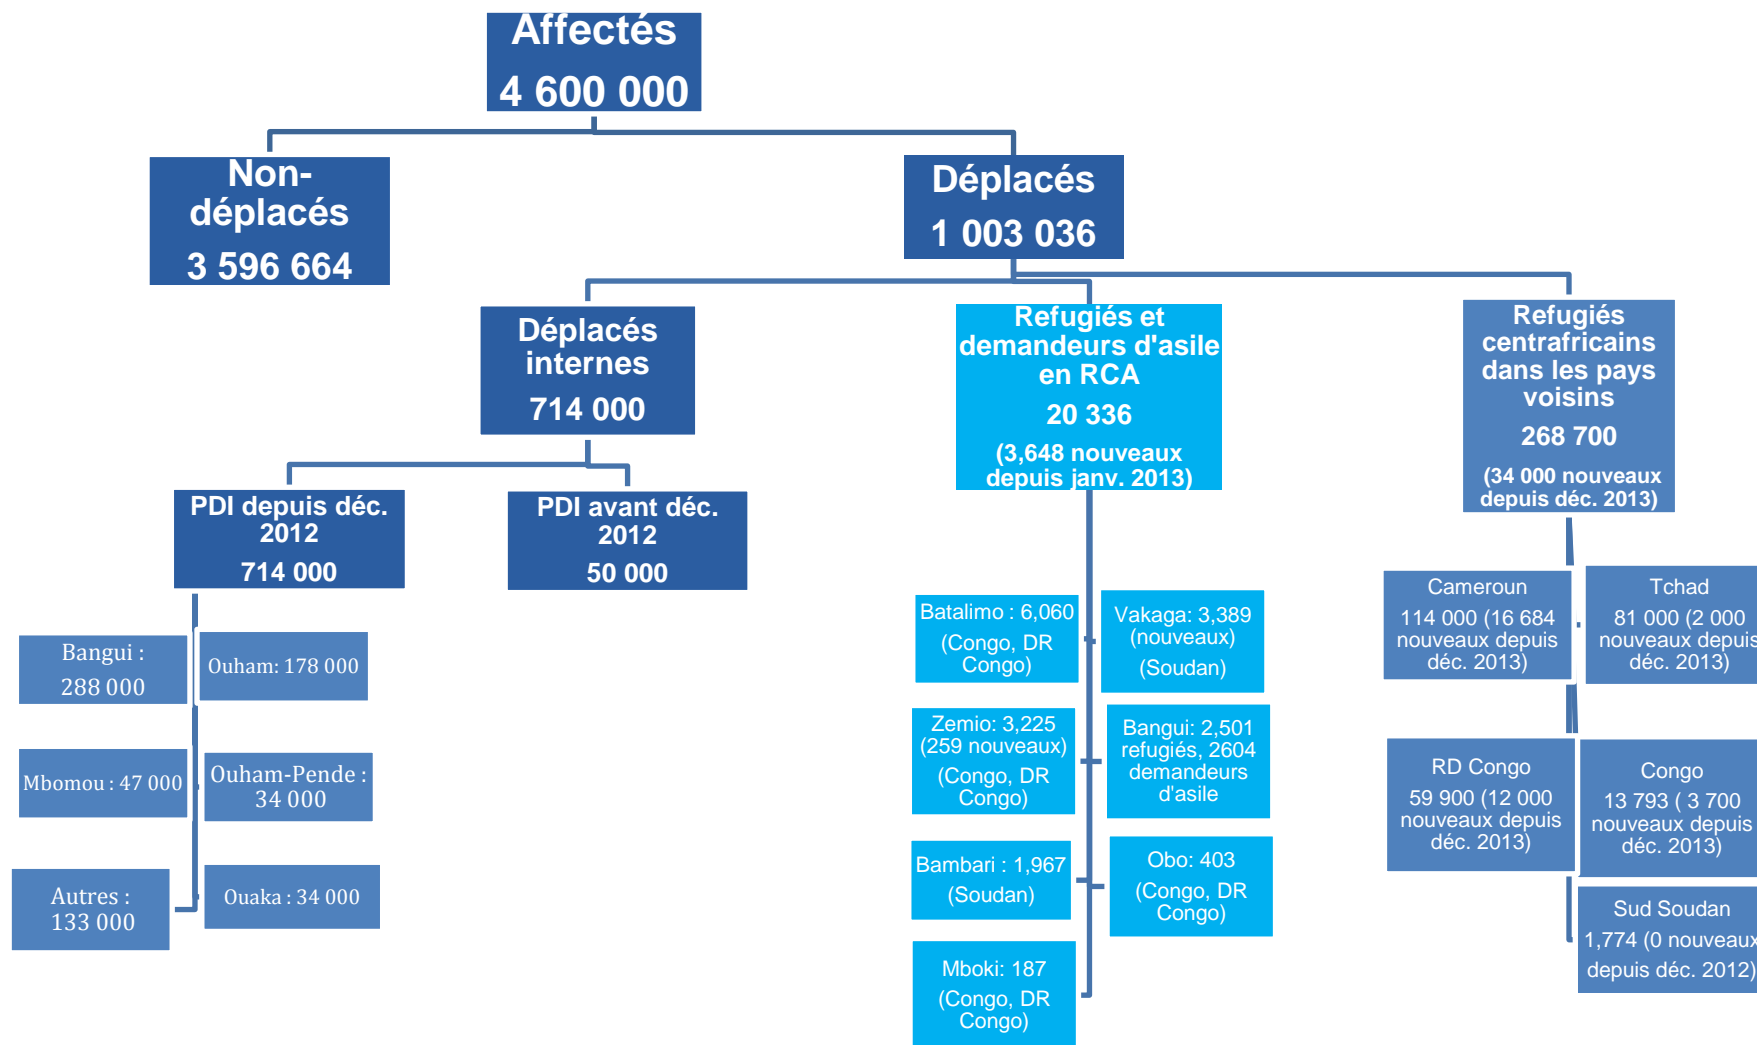 Affectés
4 600 000
Non-
déplacés
3 596 664
Déplacés
1 003 036
Déplacés
internes
714 000
Refugiés et
demandeurs d'asile
en RCA
20 336
(3,648 nouveaux
depuis janv. 2013)
Refugiés
centrafricains
dans les pays
voisins
268 700
(34 000 nouveaux
depuis déc. 2013)
PDI depuis déc.
2012
714 000
PDI avant déc.
2012
50 000
Bangui :
288 000
Ouham: 178 000
Mbomou : 47 000
Ouham-Pende :
34 000
Autres :
133 000
Ouaka : 34 000
Batalimo : 6,060
(Congo, DR
Congo)
Vakaga: 3,389
(nouveaux)
(Soudan)
Zemio: 3,225
(259 nouveaux)
(Congo, DR
Congo)
Bangui: 2,501
refugiés, 2604
demandeurs
d'asile
Bambari : 1,967
(Soudan)
Obo: 403
(Congo, DR
Congo)
Mboki: 187
(Congo, DR
Congo)
Cameroun
114 000 (16 684
nouveaux depuis
déc. 2013)
Tchad
81 000 (2 000
nouveaux depuis
déc. 2013)
RD Congo
59 900 (12 000
nouveaux depuis
déc. 2013)
Congo
13 793 ( 3 700
nouveaux depuis
déc. 2013)
Sud Soudan
1,774 (0 nouveaux
depuis déc. 2012)